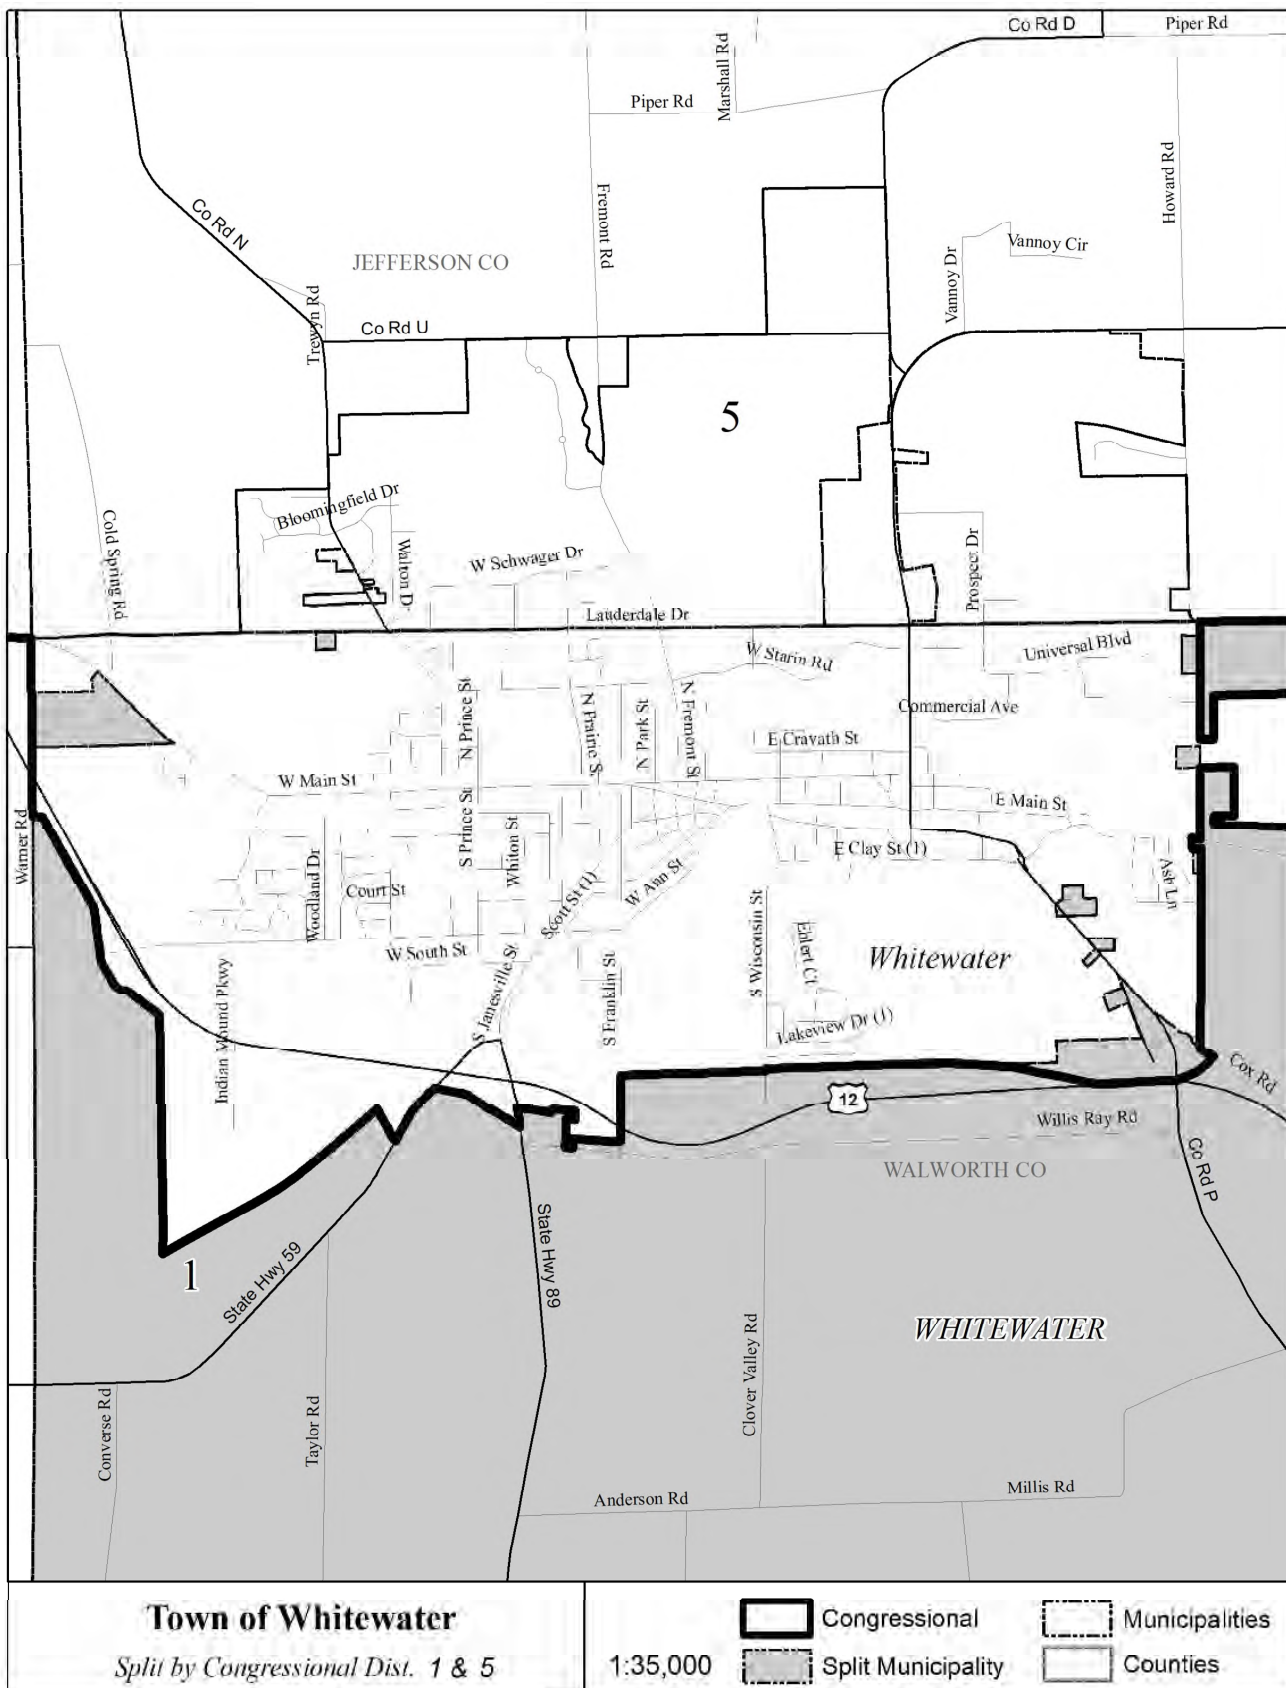 Co Rd D
Piper Rd
Marshall Rd
Piper Rd
Howard Rd
Fremont Rd
Co Rd N
Vannoy Cir
JEFFERSON CO
Vannoy Dr
Trewyn Rd
Co Rd U
5
Bloomingfield Dr
Cold Spring Rd
Walton Dr
W Schwager Dr
Prospect Dr
Lauderdale Dr
W Starin Rd
Universal Blvd
N Prince St
N Prairie S
N Park St
N Fremont St
Commercial Ave
E Cravath St
W Main St
E Main St
Warner Rd
S Prince St
Whiton St
E Clay St (1)
Woodland Dr
Court St
Scott St (1)
W Ann St
Ash Ln
W South St
S Wisconsin St
Ehlert Ct
Whitewater
Indian Mound Pkwy
S Janesville St
S Franklin St
Lakeview Dr (1)
Cox Rd
12
Willis Ray Rd
WALWORTH CO
Co Rd P
1
State Hwy 59
State Hwy 89
WHITEWATER
Clover Valley Rd
Converse Rd
Taylor Rd
Anderson Rd
Millis Rd
Town of Whitewater
Split by Congressional Dist. 1 & 5
1:35,000
Congressional
Municipalities
Split Municipality
Counties